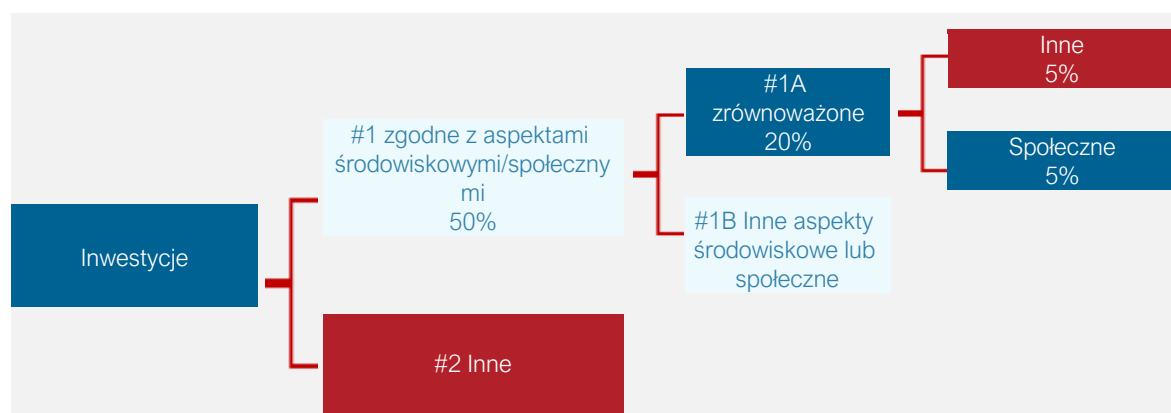 Inwestycje
#1 zgodne z aspektami
środowiskowymi/społeczny
mi
50%
#2 Inne
#1A
zrównoważone
20%
#1B Inne aspekty
środowiskowe lub
społeczne
Inne
5%
Społeczne
5%